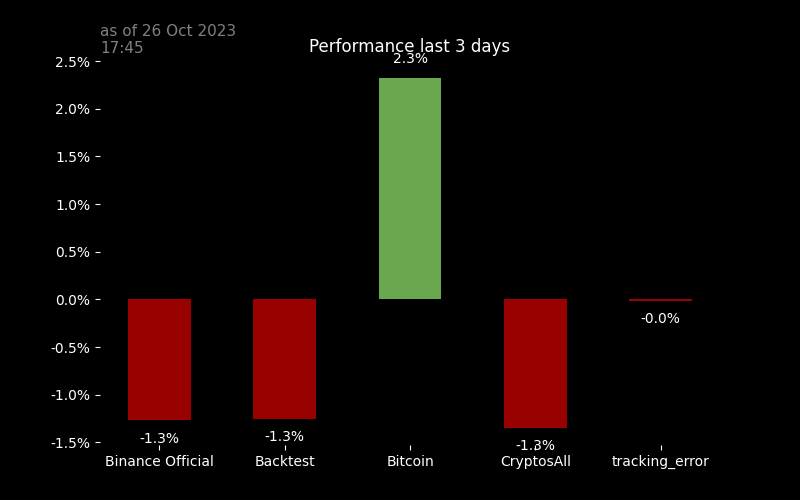 as of 26 Oct 2023
17:45
Performance last 3 days
2.5%
2.3%
2.0%
1.5%
1.0%
0.5%
0.0%
-0.0%
-0.5%
-1.0%
-1.5%
-1.3%
-1.3%
-1.3%
Binance Official
Backtest
Bitcoin
CryptosAll
tracking_error